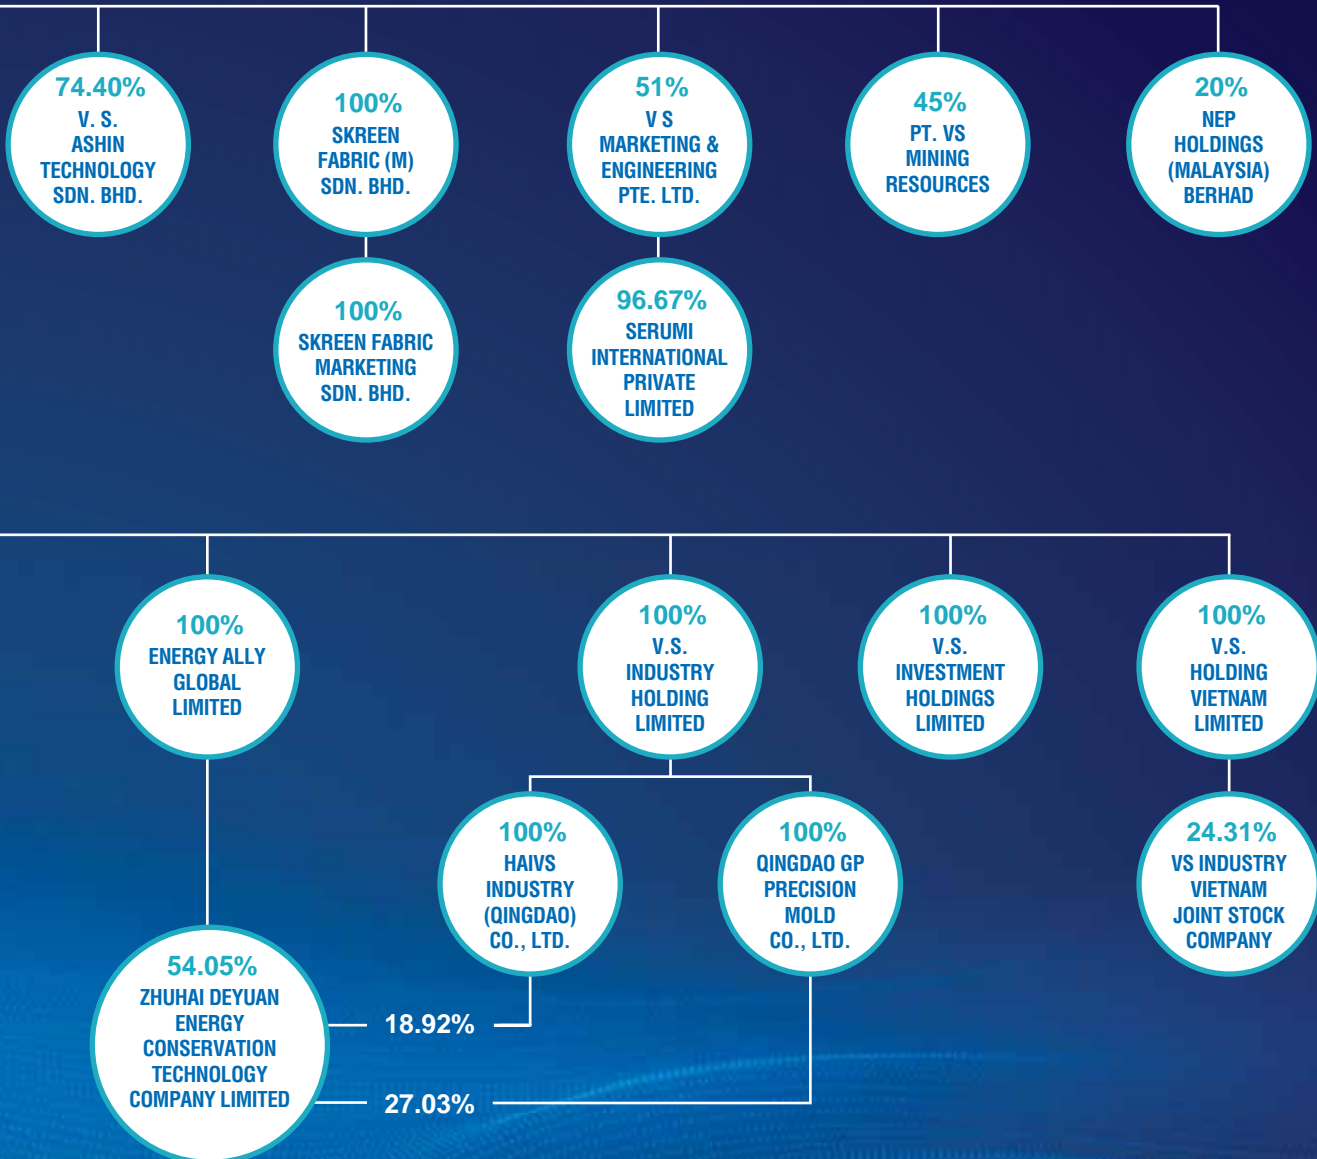 74.40%
V. S.
ASHIN
TECHNOLOGY
SDN. BHD.
100%
SKREEN
FABRIC (M)
SDN. BHD.
51%
V S
MARKETING &
ENGINEERING
PTE. LTD.
45%
PT. VS
MINING
RESOURCES
20%
NEP
HOLDINGS
(MALAYSIA)
BERHAD
100%
SKREEN FABRIC
MARKETING
SDN. BHD.
96.67%
SERUMI
INTERNATIONAL
PRIVATE
LIMITED
100%
ENERGY ALLY
GLOBAL
LIMITED
100%
V.S.
INDUSTRY
HOLDING
LIMITED
100%
V.S.
INVESTMENT
HOLDINGS
LIMITED
100%
V.S.
HOLDING
VIETNAM
LIMITED
100%
HAIVS
INDUSTRY
(QINGDAO)
CO., LTD.
100%
QINGDAO GP
PRECISION
MOLD
CO., LTD.
24.31%
VS INDUSTRY
VIETNAM
JOINT STOCK
COMPANY
54.05%
ZHUHAI DEYUAN
ENERGY
CONSERVATION
TECHNOLOGY
COMPANY LIMITED
18.92%
27.03%